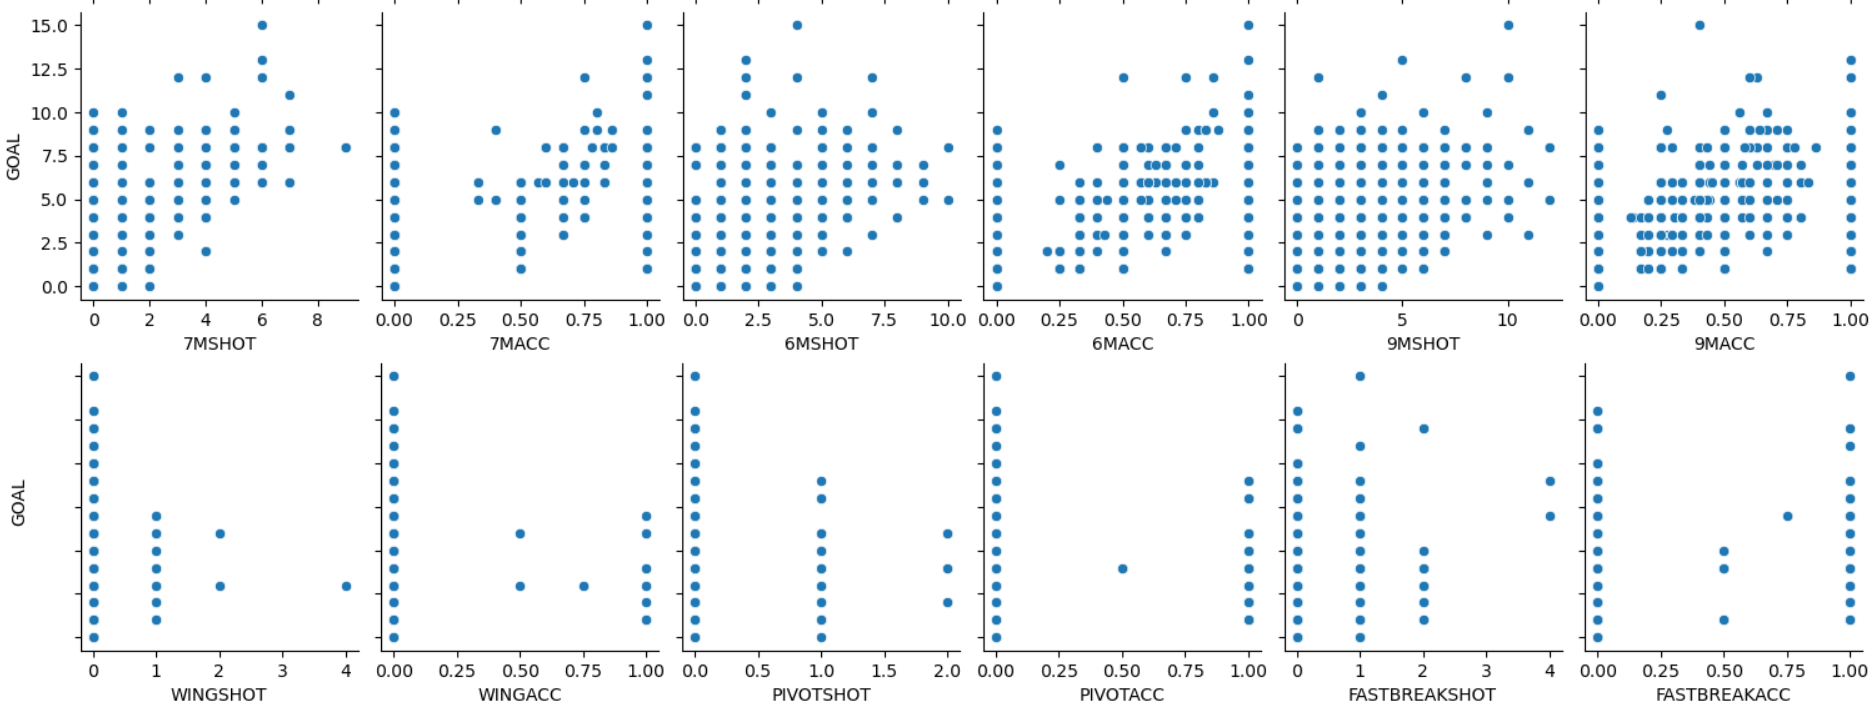 15.0
12.5
10.0
7.5
5.0
2.5
0.0
GOAL
0 2 4 6 8
7MSHOT
0.00 0.25 0.50 0.75 1.00
7MACC
0.0 2.5 5.0 7.5 10.0
6MSHOT
0.00 0.25 0.50 0.75 1.00
6MACC
0 5 10
9MSHOT
0.00 0.25 0.50 0.75 1.00
9MACC
GOAL
0 1 2 3 4
WINGSHOT
0.00 0.25 0.50 0.75 1.00
WINGACC
0.0 0.5 1.0 1.5 2.0
PIVOTSHOT
0.00 0.25 0.50 0.75 1.00
PIVOTACC
0 1 2 3 4
FASTBREAKSHOT
0.00 0.25 0.50 0.75 1.00
FASTBREAKACC